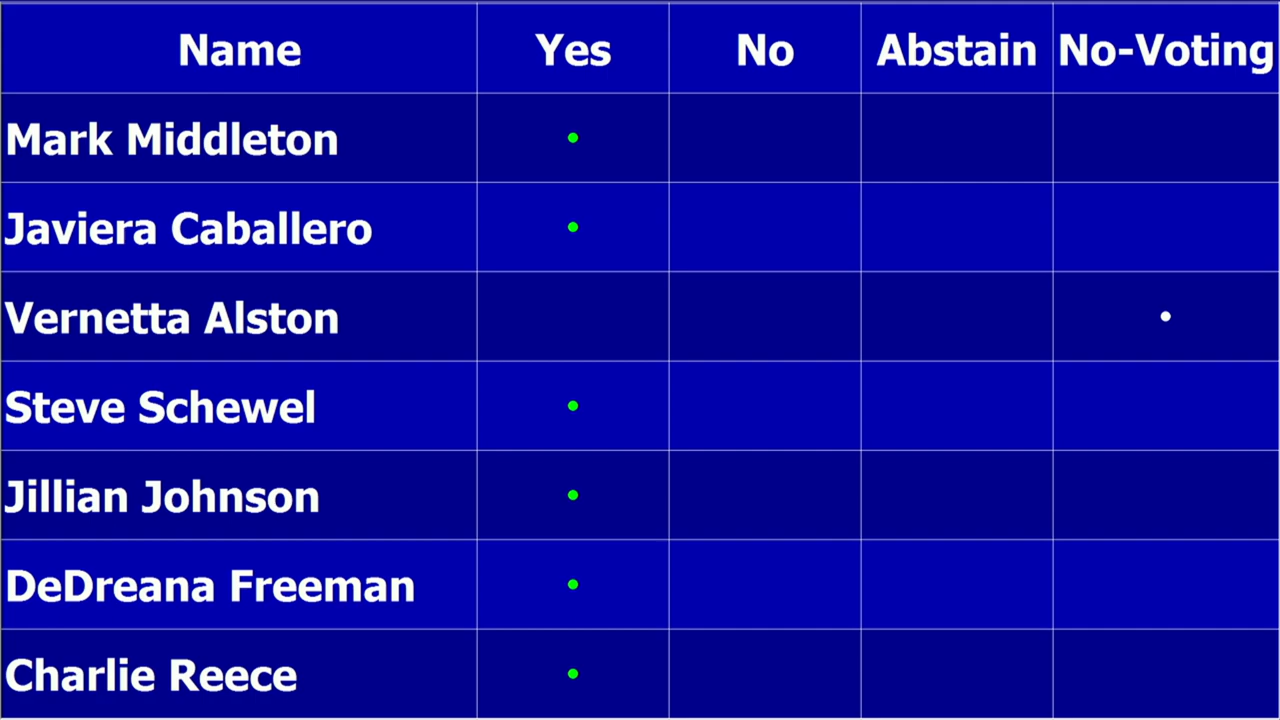 Name Yes No Abstain No-Voting
Mark Middleton
Javiera Caballero
Vernetta Alston
Steve Schewel
Jillian Johnson
DeDreana Freeman
Charlie Reece